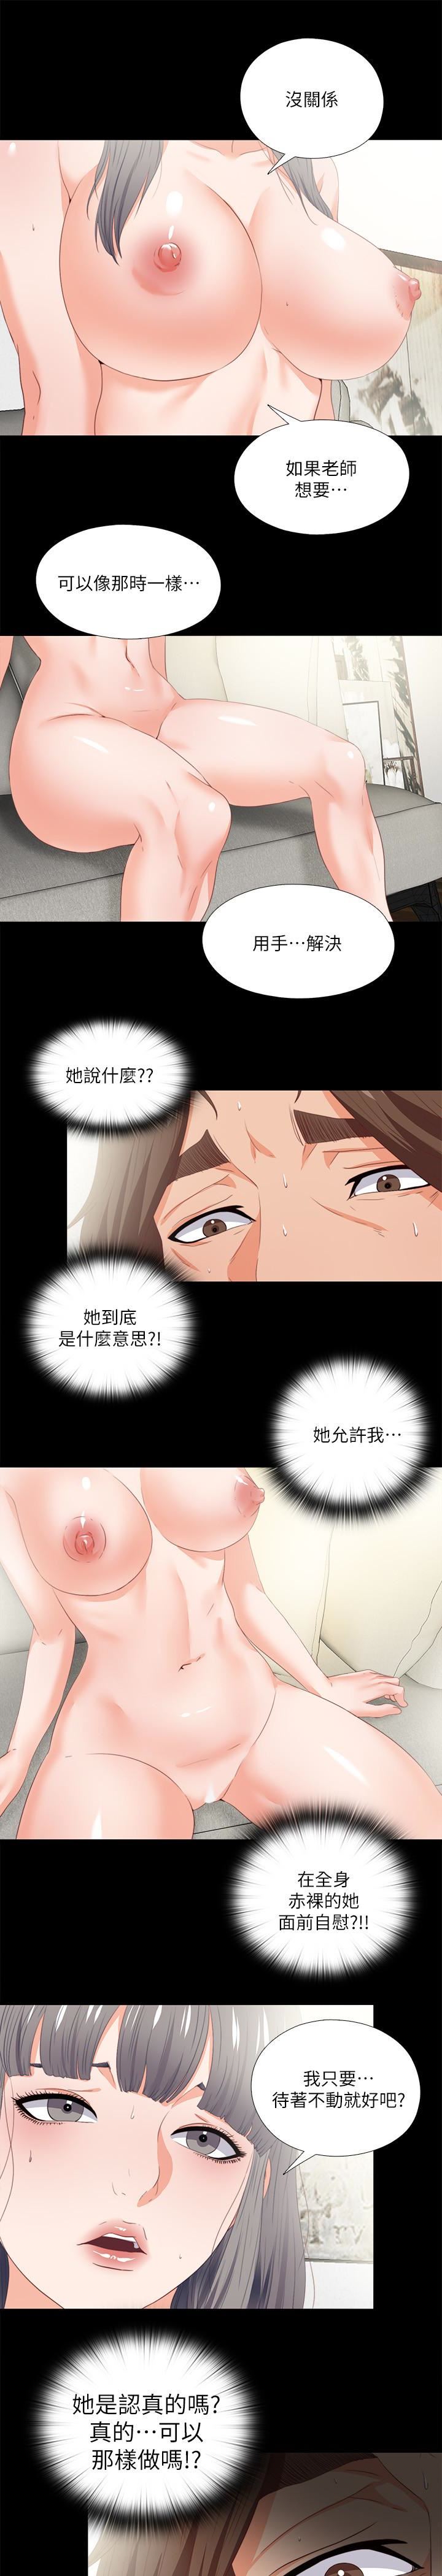 沒關係
如果老師
想要⋯
可以像那時一樣⋯
用手⋯解決
她說什麼??
她到底
是什麼意思?!
她允許我⋯
在全身
赤裸的她
面前自慰?!!
我只要⋯
待著不動就好吧?
她是認真的嗎?
真的⋯可以
那樣做嗎!?